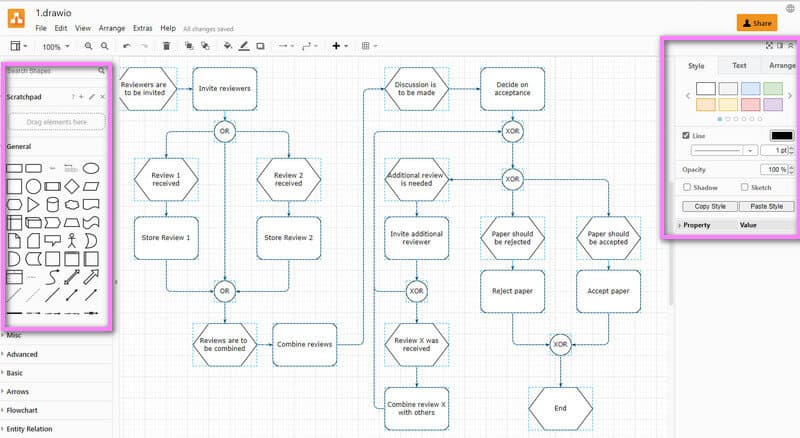 1.drawio
File Edit View Arrange Extras Help All changes saved
Share
100%
Search Shapes
Scratchpad
? + ×
Drag elements here
General
Misc
Advanced
Basic
Arrows
Flowchart
Entity Relation
Reviewers are
to be invited
Invite reviewers
OR
Review 1
received
Review 2
received
Store Review 1
Store Review 2
OR
Reviews are to
be combined
Combine reviews
Discussion is
to be made
Decide on
acceptance
XOR
Additional review
is needed
XOR
Invite additional
reviewer
Paper should
be rejected
Paper should
be accepted
XOR
Reject paper
Accept paper
Review X was
received
XOR
Combine review X
with others
End
Style Text Arrange
Line
1 pt
Opacity 100 %
Shadow Sketch
Copy Style Paste Style
Property Value